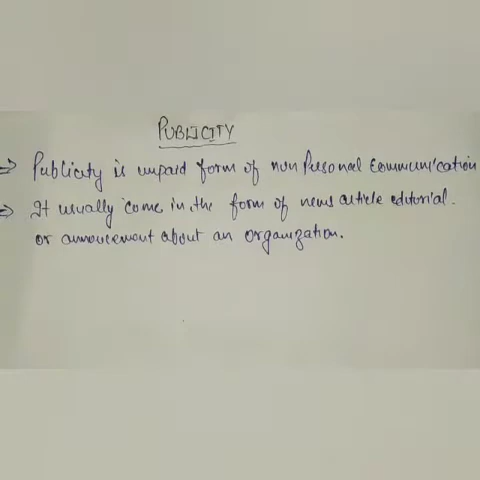 PUBLICITY
⇒ Publicity is unpaid form of non Personal Communication
⇒ It usually come in the form of news article editorial.
or announcement about an organization.